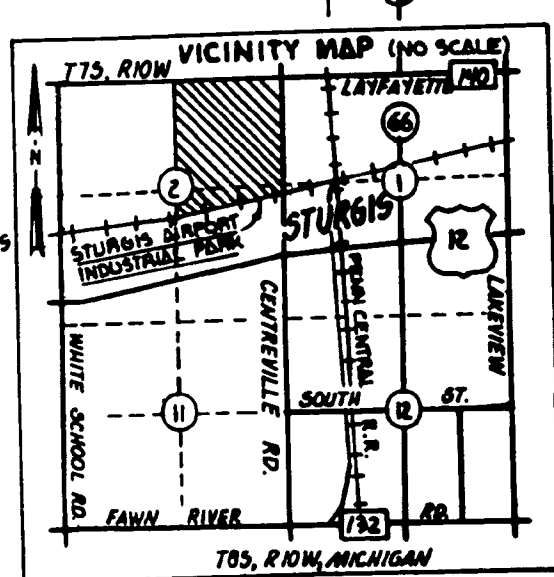 VICINITY MAP (NO SCALE)
T7S, R10W
LAYFAYETTE 140
66
N
2
1
S
STURGIS AIRPORT
INDUSTRIAL PARK
STURGIS
12
PENN CENTRAL
R.R.
CENTREVILLE RD.
LAKEVIEW
WHITE SCHOOL RD.
11
SOUTH 12 ST.
FAWN RIVER 132 RD.
T8S, R10W, MICHIGAN